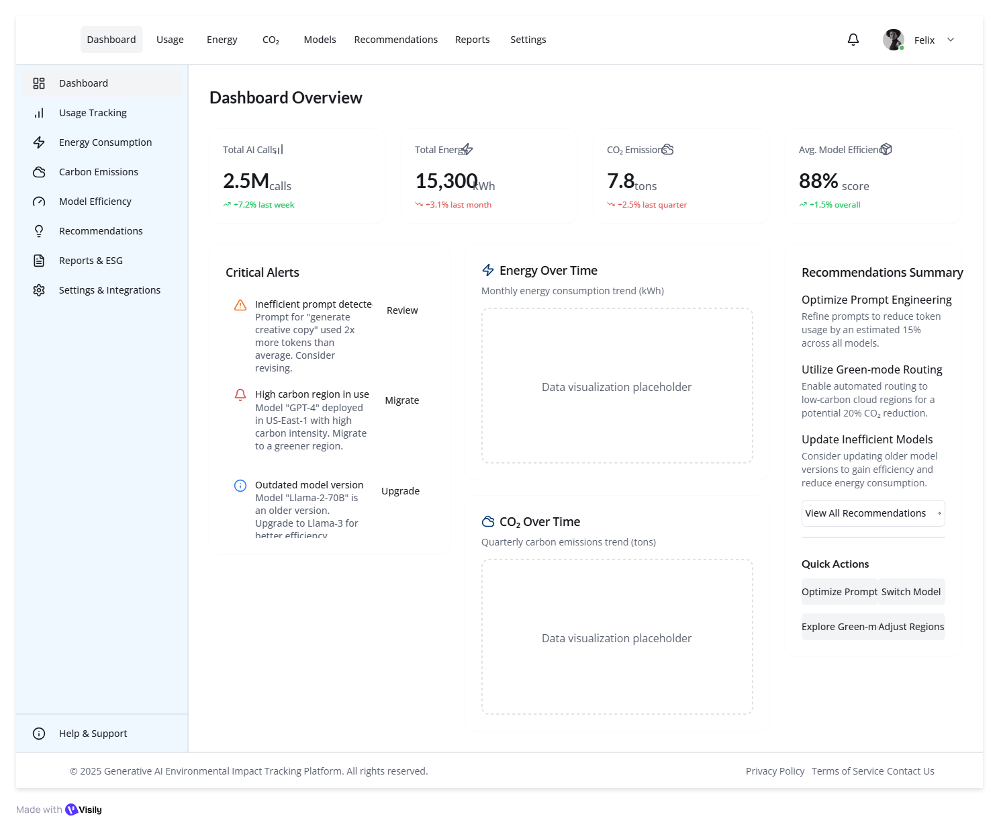 Dashboard
Usage
Energy
CO₂
Models
Recommendations
Reports
Settings
Felix
Dashboard
Usage Tracking
Energy Consumption
Carbon Emissions
Model Efficiency
Recommendations
Reports & ESG
Settings & Integrations
Help & Support
Dashboard Overview
Total AI Calls
2.5M calls
+7.2% last week
Total Energy
15,300 kWh
+3.1% last month
CO₂ Emissions
7.8 tons
+2.5% last quarter
Avg. Model Efficiency
88% score
+1.5% overall
Critical Alerts
Inefficient prompt detecte
Prompt for "generate
creative copy" used 2x
more tokens than
average. Consider
revising.
Review
High carbon region in use
Model "GPT-4" deployed
in US-East-1 with high
carbon intensity. Migrate
to a greener region.
Migrate
Outdated model version
Model "Llama-2-70B" is
an older version.
Upgrade to Llama-3 for
better efficiency
Upgrade
Energy Over Time
Monthly energy consumption trend (kWh)
Data visualization placeholder
CO₂ Over Time
Quarterly carbon emissions trend (tons)
Data visualization placeholder
Recommendations Summary
Optimize Prompt Engineering
Refine prompts to reduce token
usage by an estimated 15%
across all models.
Utilize Green-mode Routing
Enable automated routing to
low-carbon cloud regions for a
potential 20% CO₂ reduction.
Update Inefficient Models
Consider updating older model
versions to gain efficiency and
reduce energy consumption.
View All Recommendations
Quick Actions
Optimize Prompt
Switch Model
Explore Green-m
Adjust Regions
© 2025 Generative AI Environmental Impact Tracking Platform. All rights reserved.
Privacy Policy
Terms of Service
Contact Us
Made with Visily